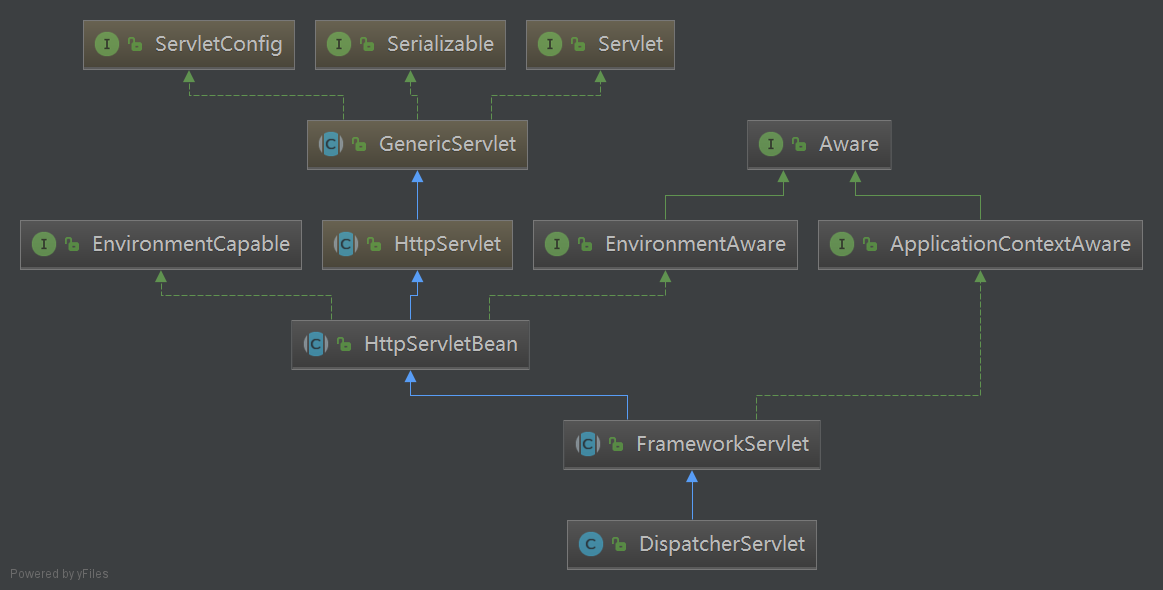 I ServletConfig
I Serializable
I Servlet
C GenericServlet
I Aware
I EnvironmentCapable
C HttpServlet
I EnvironmentAware
I ApplicationContextAware
C HttpServletBean
C FrameworkServlet
C DispatcherServlet
Powered by yFiles